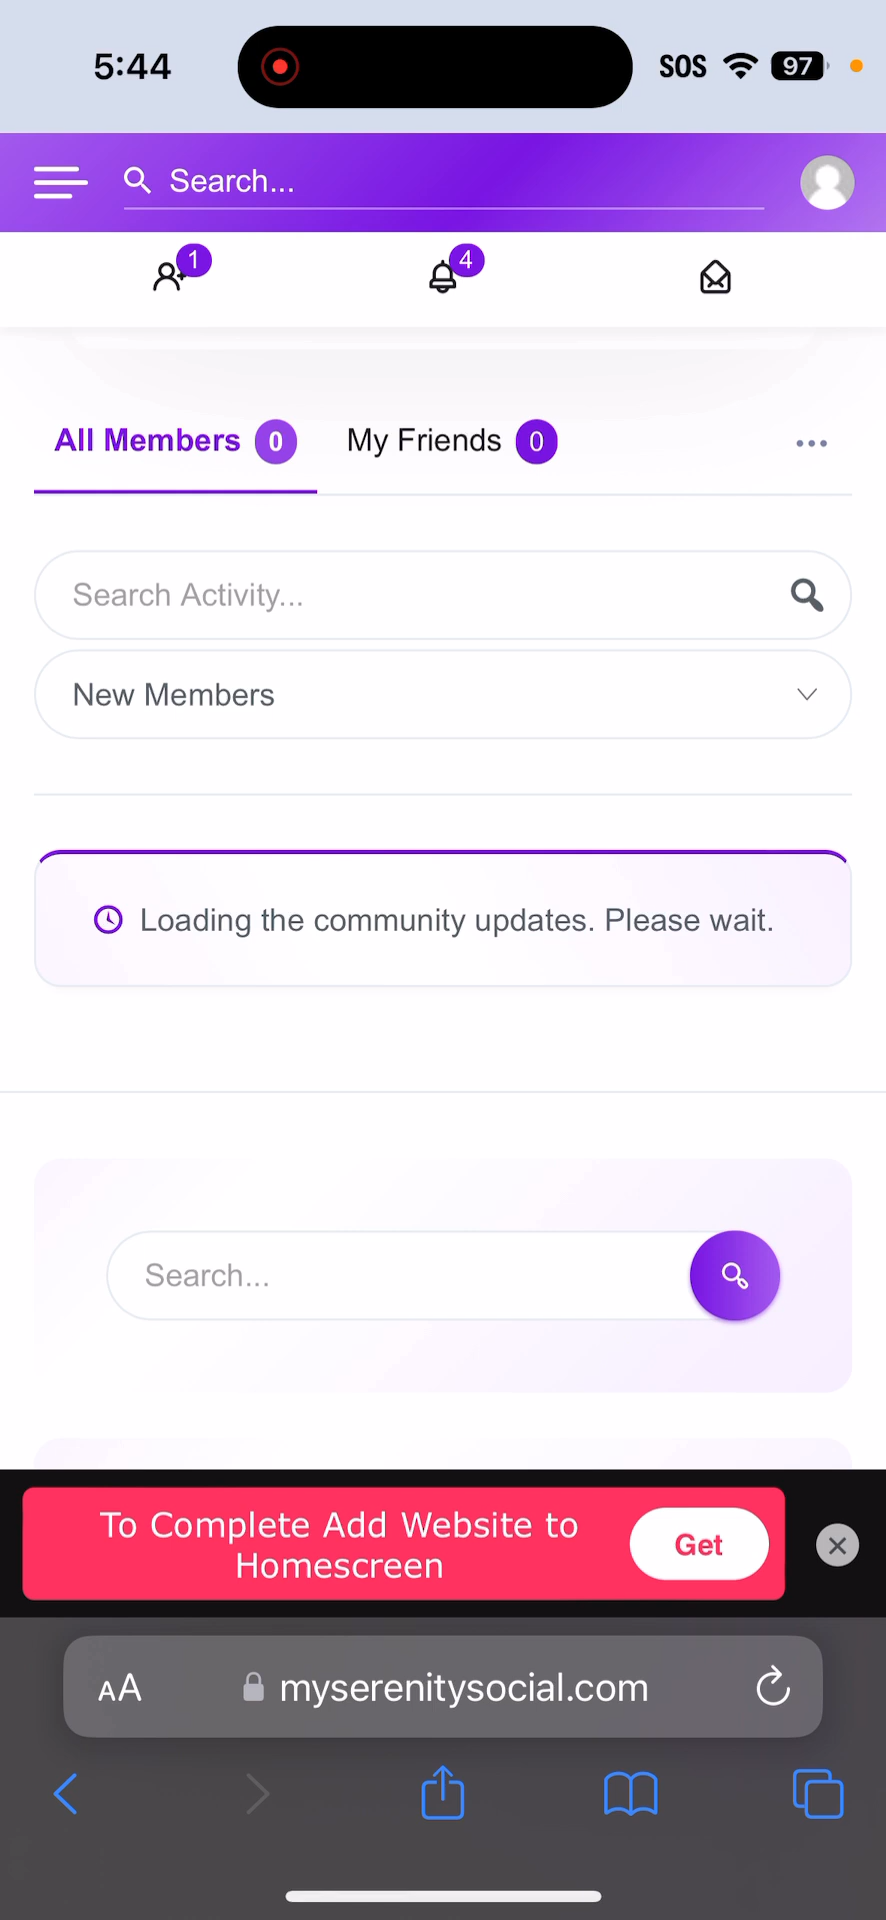 5:44
SOS
97
Search...
1
4
All Members 0
My Friends 0
Search Activity...
New Members
Loading the community updates. Please wait.
Search...
To Complete Add Website to
Homescreen
Get
AA
myserenitysocial.com